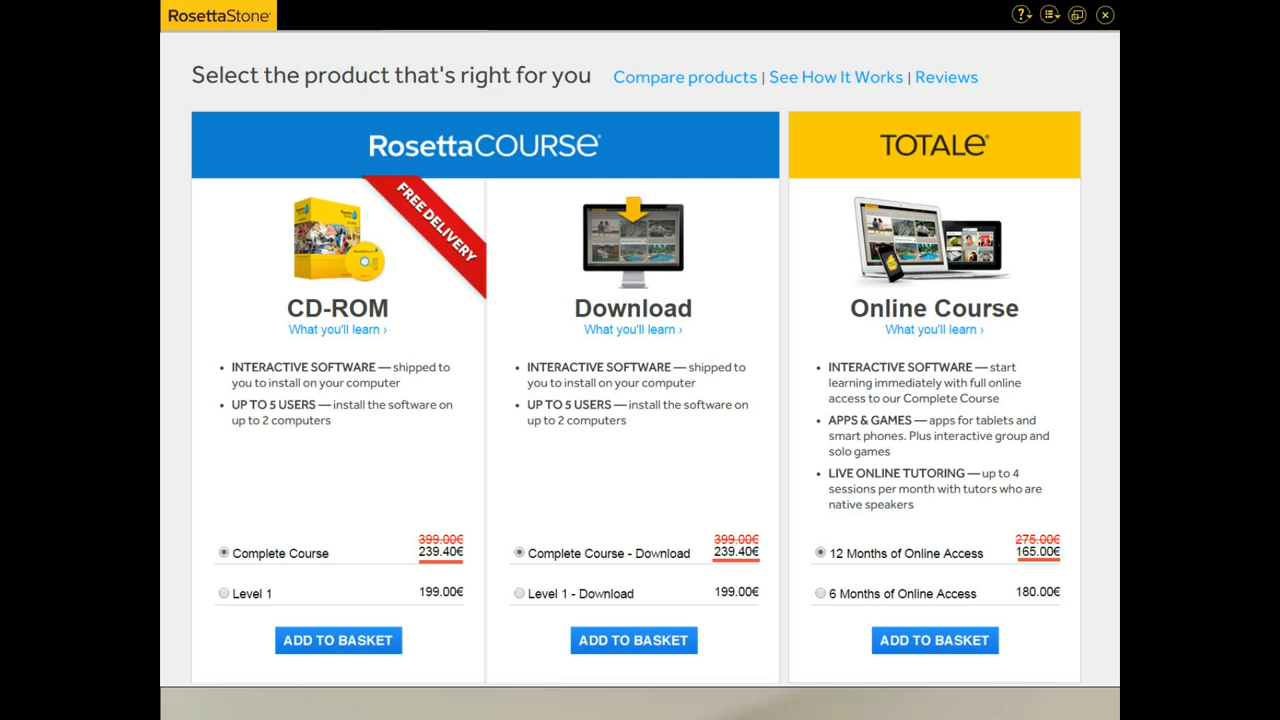 RosettaStone
?
Select the product that's right for you Compare products | See How It Works | Reviews
RosettaCOURSE®
TOTALe®
FREE DELIVERY
CD-ROM
What you'll learn ›
• INTERACTIVE SOFTWARE — shipped to
you to install on your computer
• UP TO 5 USERS — install the software on
up to 2 computers
Complete Course 399.00€
239.40€
Level 1 199.00€
ADD TO BASKET
Download
What you'll learn ›
• INTERACTIVE SOFTWARE — shipped to
you to install on your computer
• UP TO 5 USERS — install the software on
up to 2 computers
Complete Course - Download 399.00€
239.40€
Level 1 - Download 199.00€
ADD TO BASKET
Online Course
What you'll learn ›
• INTERACTIVE SOFTWARE — start
learning immediately with full online
access to our Complete Course
• APPS & GAMES — apps for tablets and
smart phones. Plus interactive group and
solo games
• LIVE ONLINE TUTORING — up to 4
sessions per month with tutors who are
native speakers
12 Months of Online Access 275.00€
165.00€
6 Months of Online Access 180.00€
ADD TO BASKET